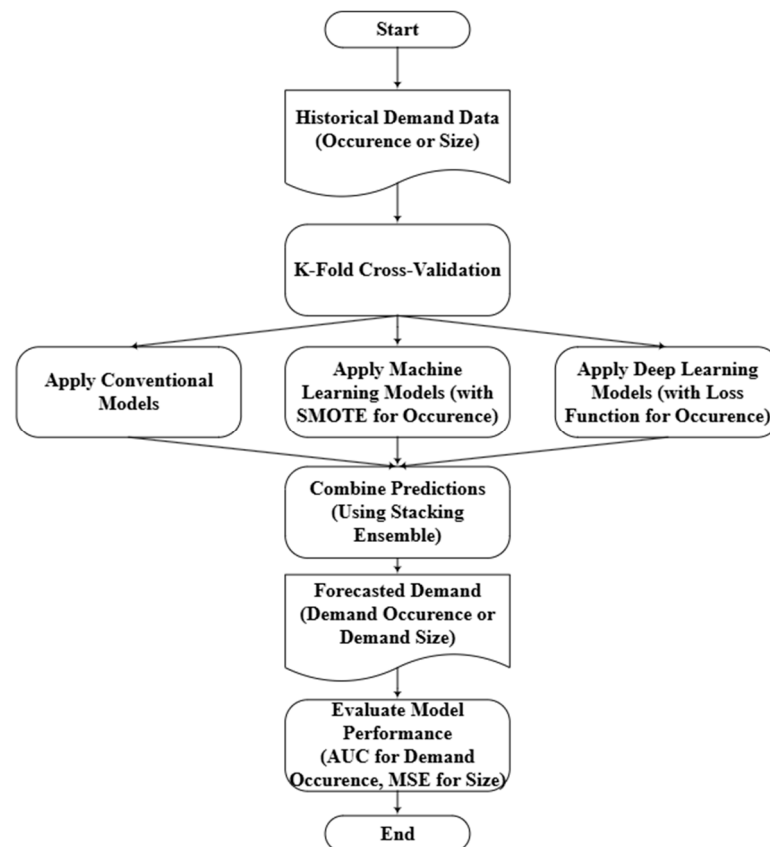 Start
Historical Demand Data
(Occurence or Size)
K-Fold Cross-Validation
Apply Conventional
Models
Apply Machine
Learning Models (with
SMOTE for Occurence)
Apply Deep Learning
Models (with Loss
Function for Occurence)
Combine Predictions
(Using Stacking
Ensemble)
Forecasted Demand
(Demand Occurence or
Demand Size)
Evaluate Model
Performance
(AUC for Demand
Occurence, MSE for Size)
End